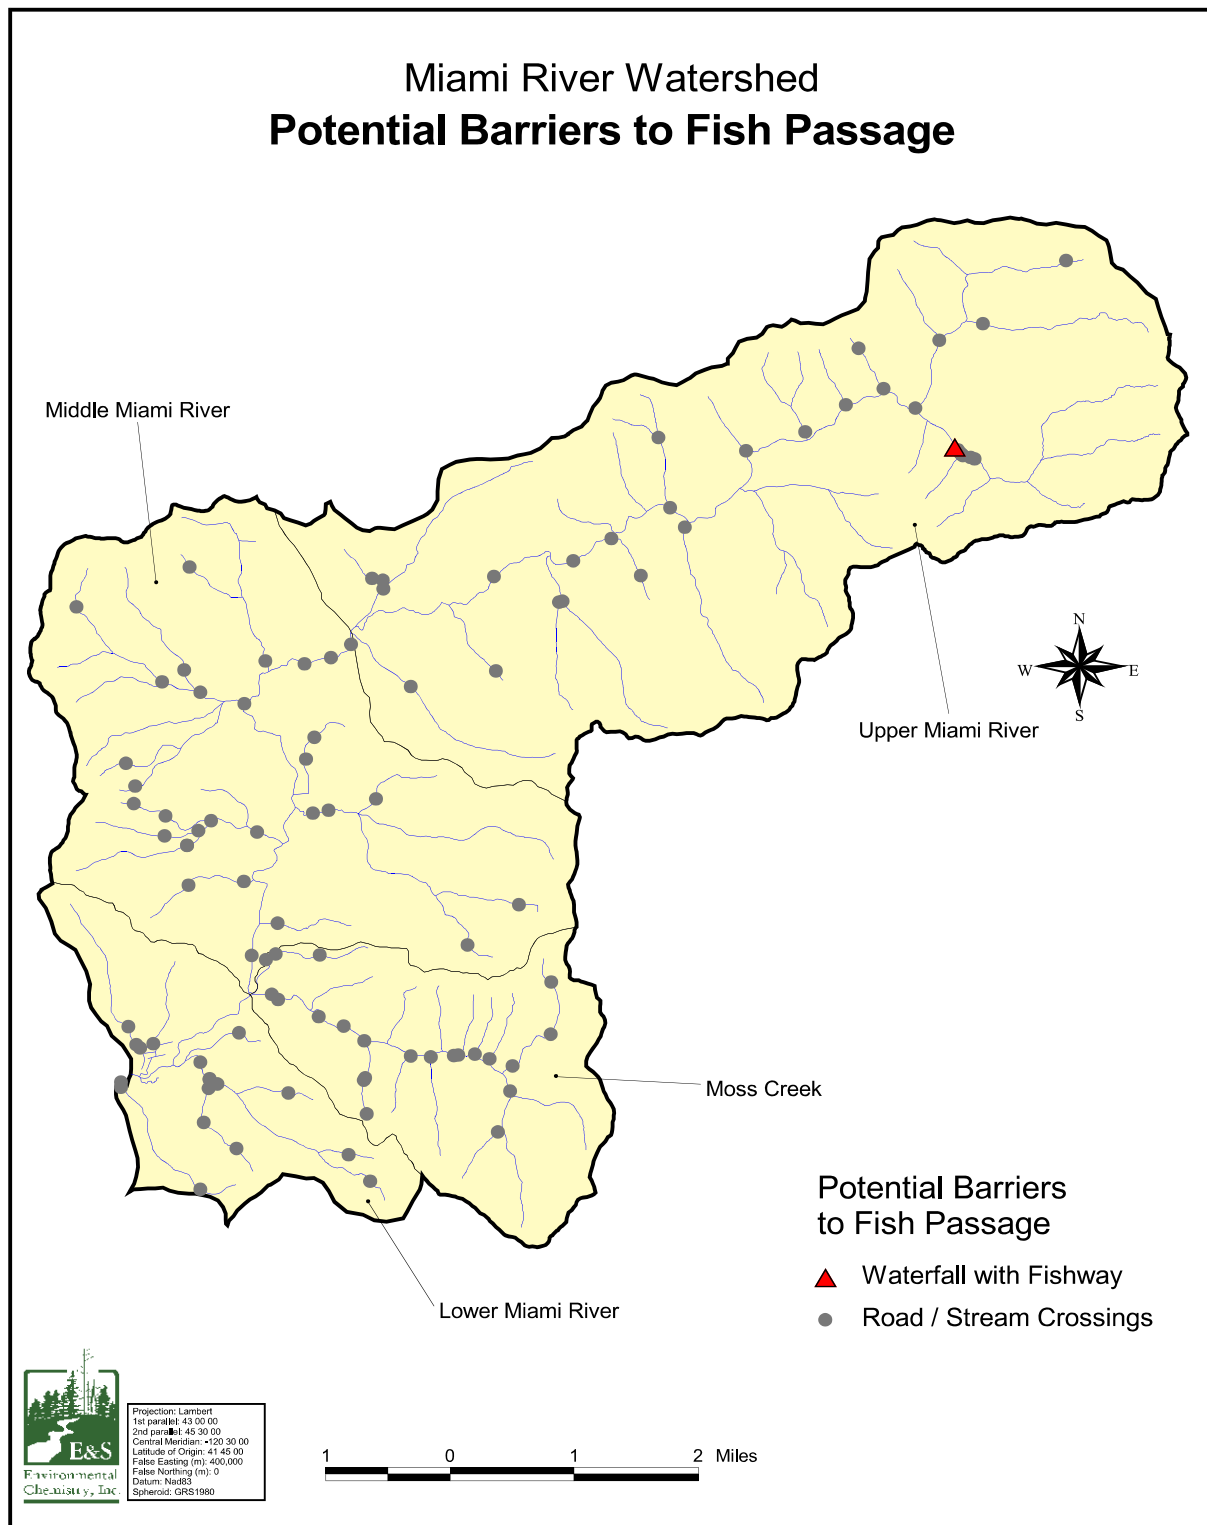 Miami River Watershed
Potential Barriers to Fish Passage
Middle Miami River
N
W
E
S
Upper Miami River
Moss Creek
Potential Barriers
to Fish Passage
Waterfall with Fishway
Road / Stream Crossings
Lower Miami River
E&S
Environmental
Chemistry, Inc.
Projection: Lambert
1st parallel: 43 00 00
2nd parallel: 45 30 00
Central Meridian: -120 30 00
Latitude of Origin: 41 45 00
False Easting (m): 400,000
False Northing (m): 0
Datum: Nad83
Spheroid: GRS1980
1 0 1 2 Miles